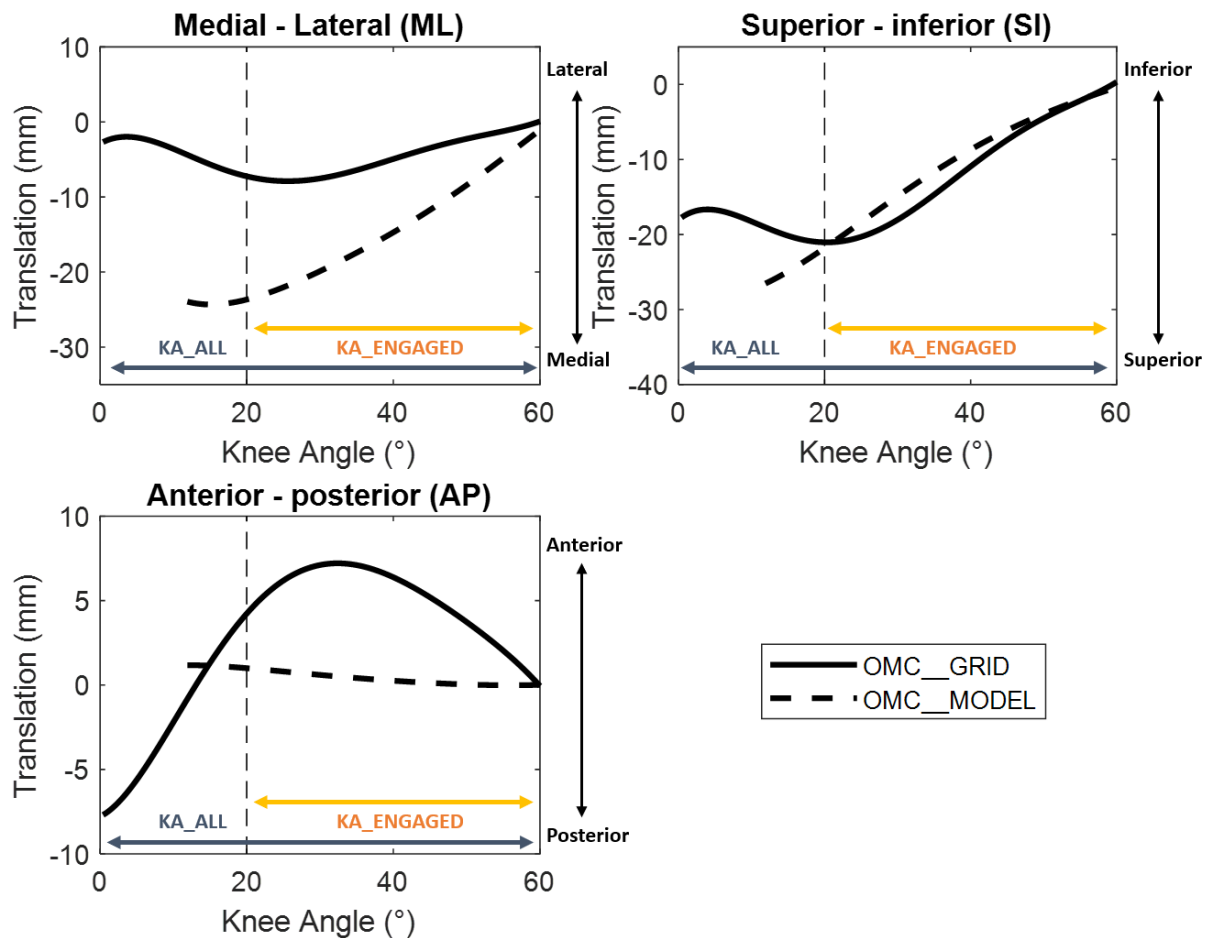 Medial - Lateral (ML)
Translation (mm)
10
0
-10
-20
-30
Lateral
Medial
KA_ALL
KA_ENGAGED
0
20
40
60
Knee Angle (°)
Superior - inferior (SI)
Translation (mm)
0
-10
-20
-30
-40
Inferior
Superior
KA_ALL
KA_ENGAGED
0
20
40
60
Knee Angle (°)
Anterior - posterior (AP)
Translation (mm)
10
5
0
-5
-10
Anterior
Posterior
KA_ALL
KA_ENGAGED
0
20
40
60
Knee Angle (°)
OMC__GRID
OMC__MODEL